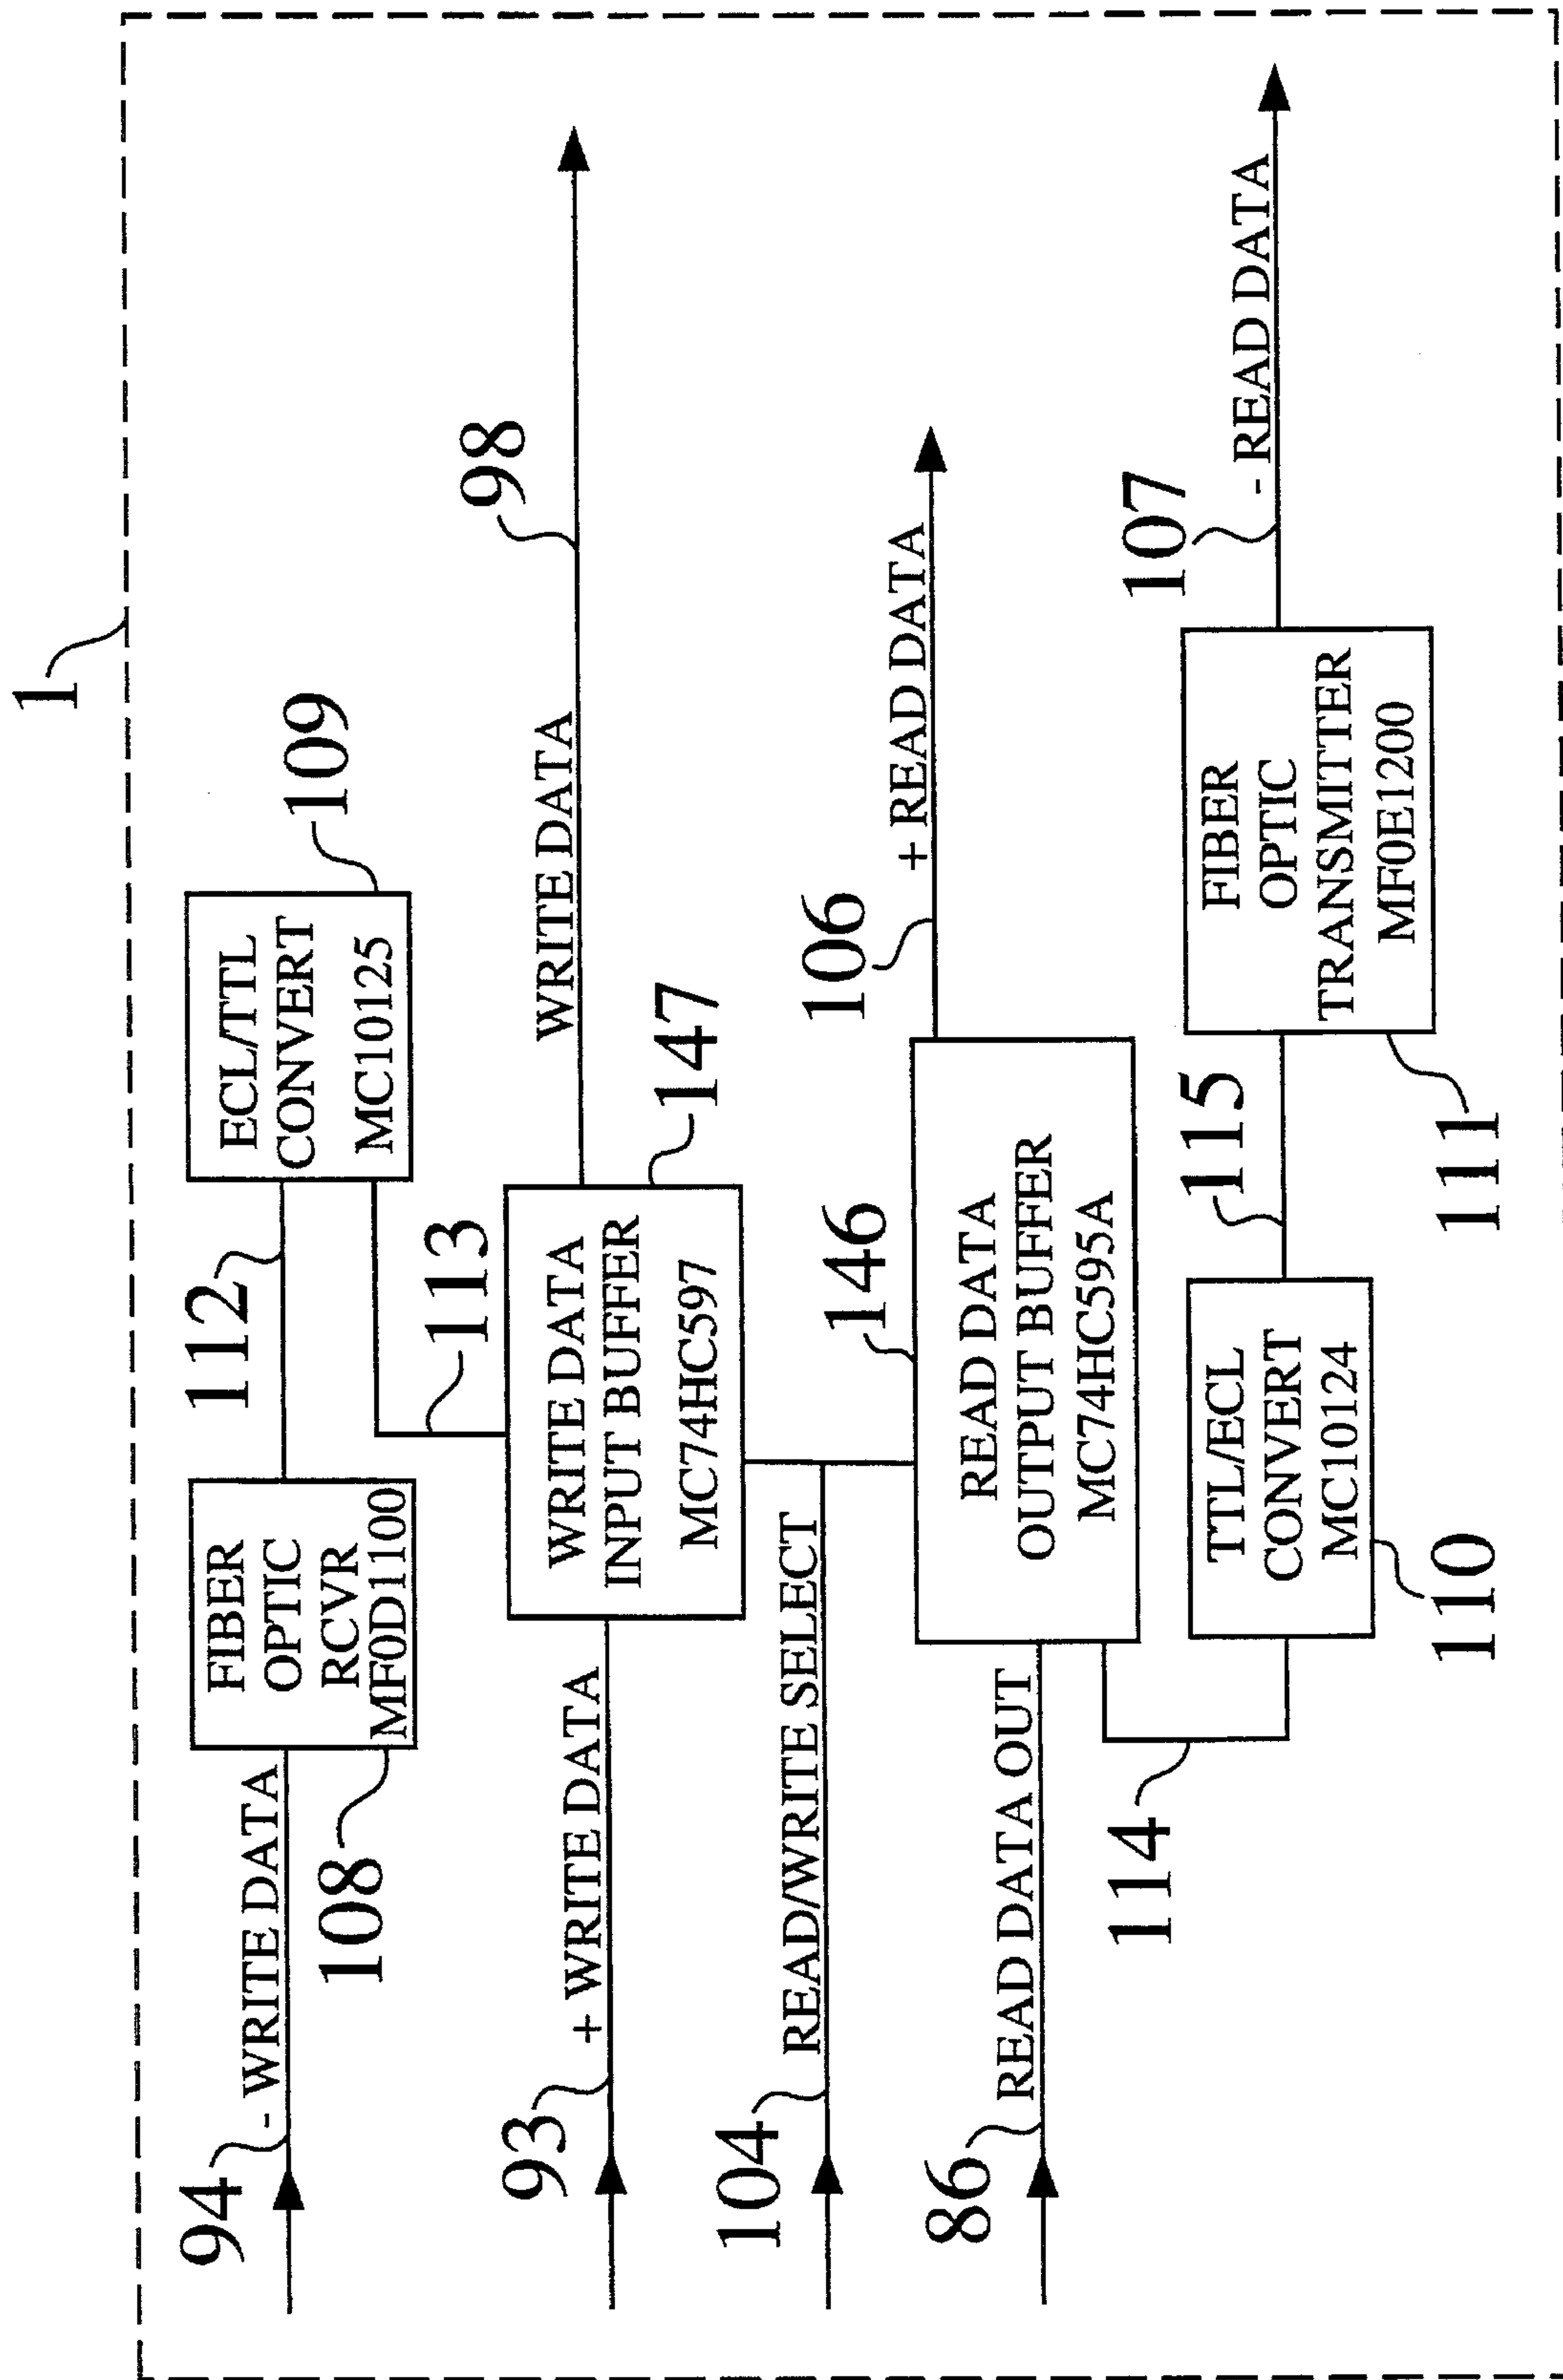 1
94
- WRITE DATA
108
FIBER
OPTIC
RCVR
MF0D1100
112
ECL/TTL
CONVERT
MC10125
109
113
93
+ WRITE DATA
WRITE DATA
INPUT BUFFER
MC74HC597
147
WRITE DATA
98
104
READ/WRITE SELECT
146
86
READ DATA OUT
READ DATA
OUTPUT BUFFER
MC74HC595A
106
+ READ DATA
114
TTL/ECL
CONVERT
MC10124
110
115
FIBER
OPTIC
TRANSMITTER
MF0E1200
111
107
- READ DATA